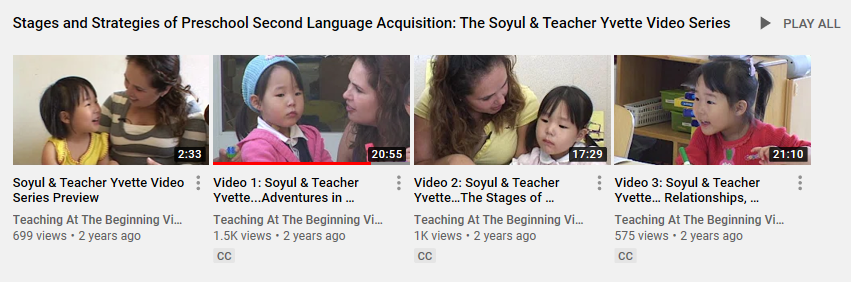 Stages and Strategies of Preschool Second Language Acquisition: The Soyul & Teacher Yvette Video Series
PLAY ALL
2:33
20:55
17:29
21:10
Soyul & Teacher Yvette Video
Series Preview
Teaching At The Beginning Vi...
699 views • 2 years ago
Video 1: Soyul & Teacher
Yvette...Adventures in ...
Teaching At The Beginning Vi...
1.5K views • 2 years ago
CC
Video 2: Soyul & Teacher
Yvette...The Stages of ...
Teaching At The Beginning Vi...
1K views • 2 years ago
CC
Video 3: Soyul & Teacher
Yvette... Relationships, ...
Teaching At The Beginning Vi...
575 views • 2 years ago
CC